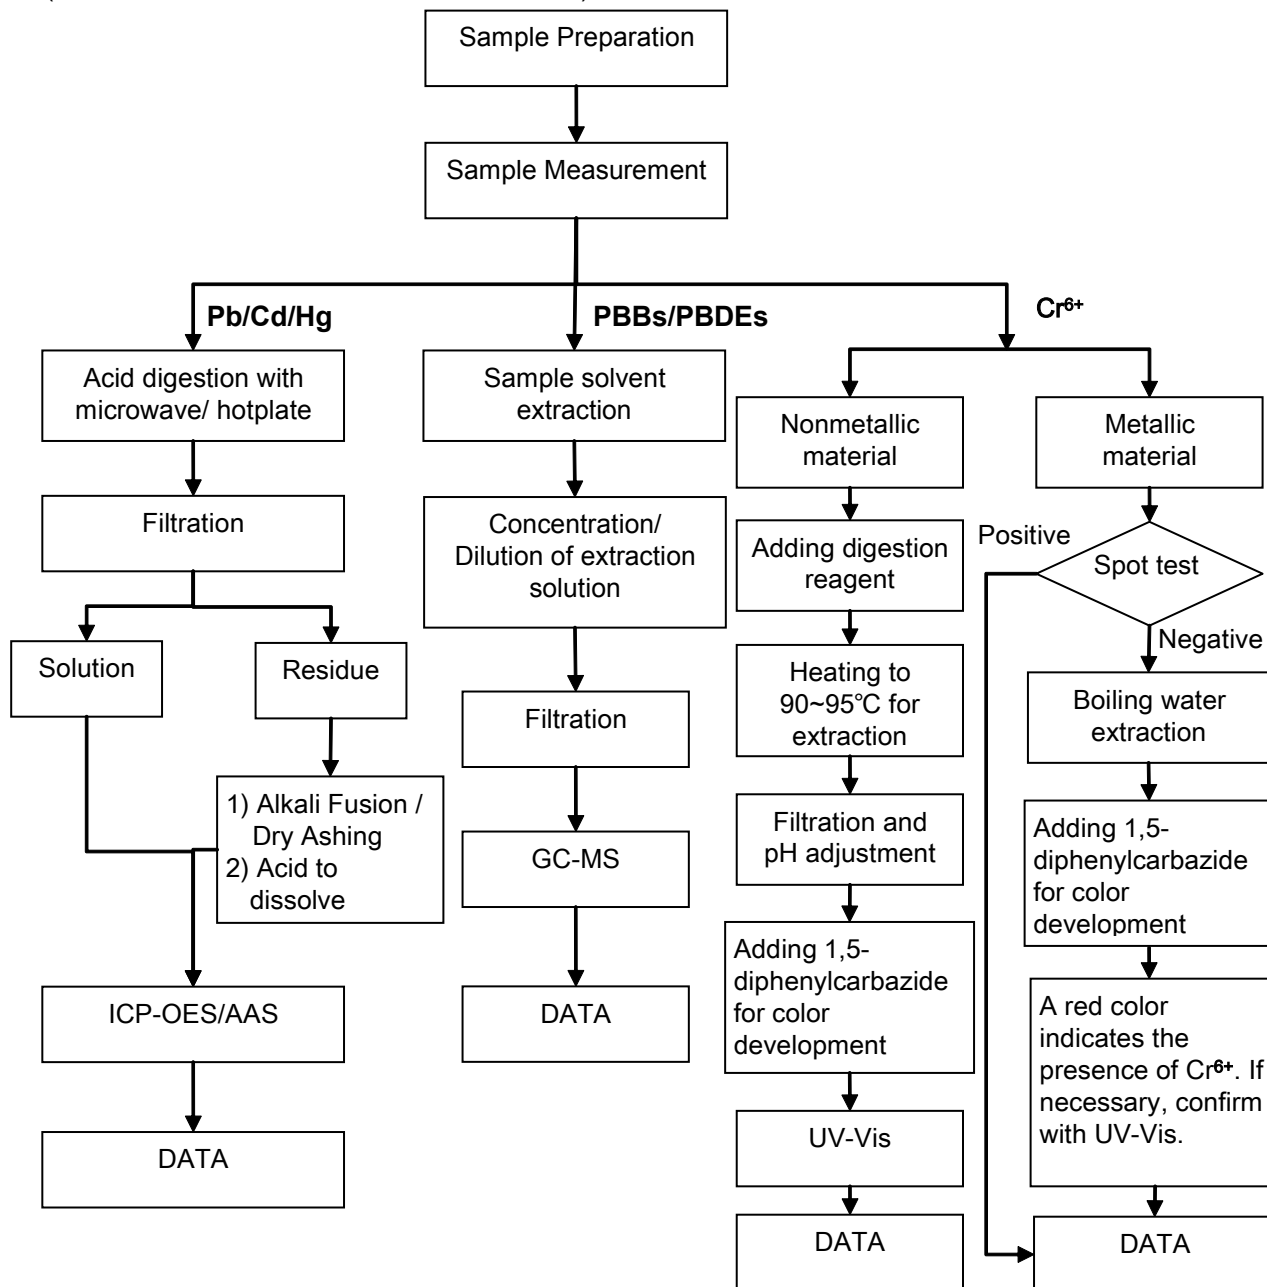 Sample Preparation
Sample Measurement
Pb/Cd/Hg
PBBs/PBDEs
Cr⁶⁺
Acid digestion with
microwave/ hotplate
Filtration
Solution
Residue
1) Alkali Fusion /
Dry Ashing
2) Acid to
dissolve
ICP-OES/AAS
DATA
Sample solvent
extraction
Concentration/
Dilution of extraction
solution
Filtration
GC-MS
DATA
Nonmetallic
material
Adding digestion
reagent
Heating to
90~95℃ for
extraction
Filtration and
pH adjustment
Adding 1,5-
diphenylcarbazide
for color
development
UV-Vis
DATA
Metallic
material
Positive
Spot test
Negative
Boiling water
extraction
Adding 1,5-
diphenylcarbazide
for color
development
A red color
indicates the
presence of Cr⁶⁺. If
necessary, confirm
with UV-Vis.
DATA